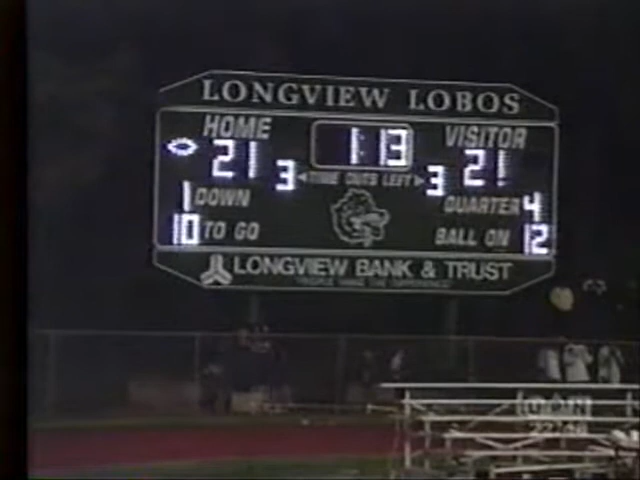 LONGVIEW LOBOS
HOME 1:13 VISITOR
21 3 ◄TIME OUTS LEFT► 3 21
1 DOWN QUARTER 4
10 TO GO BALL ON 12
LONGVIEW BANK & TRUST